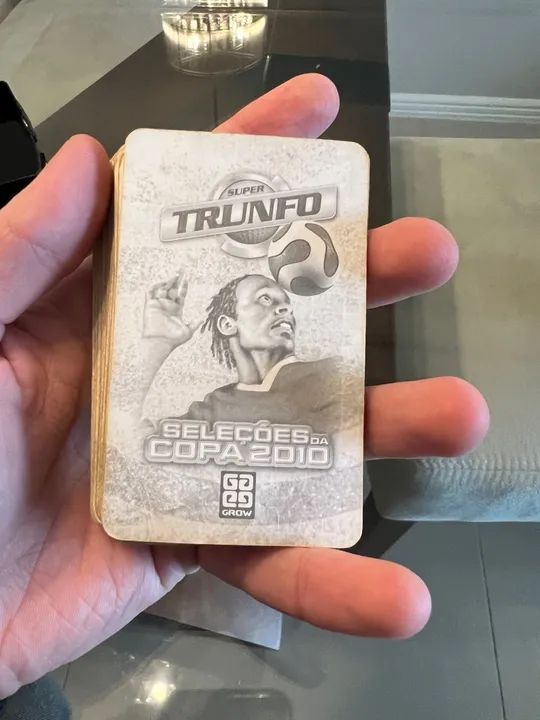 SUPER
TRUNFO
SELEÇÕES DA
COPA 2010
GROW